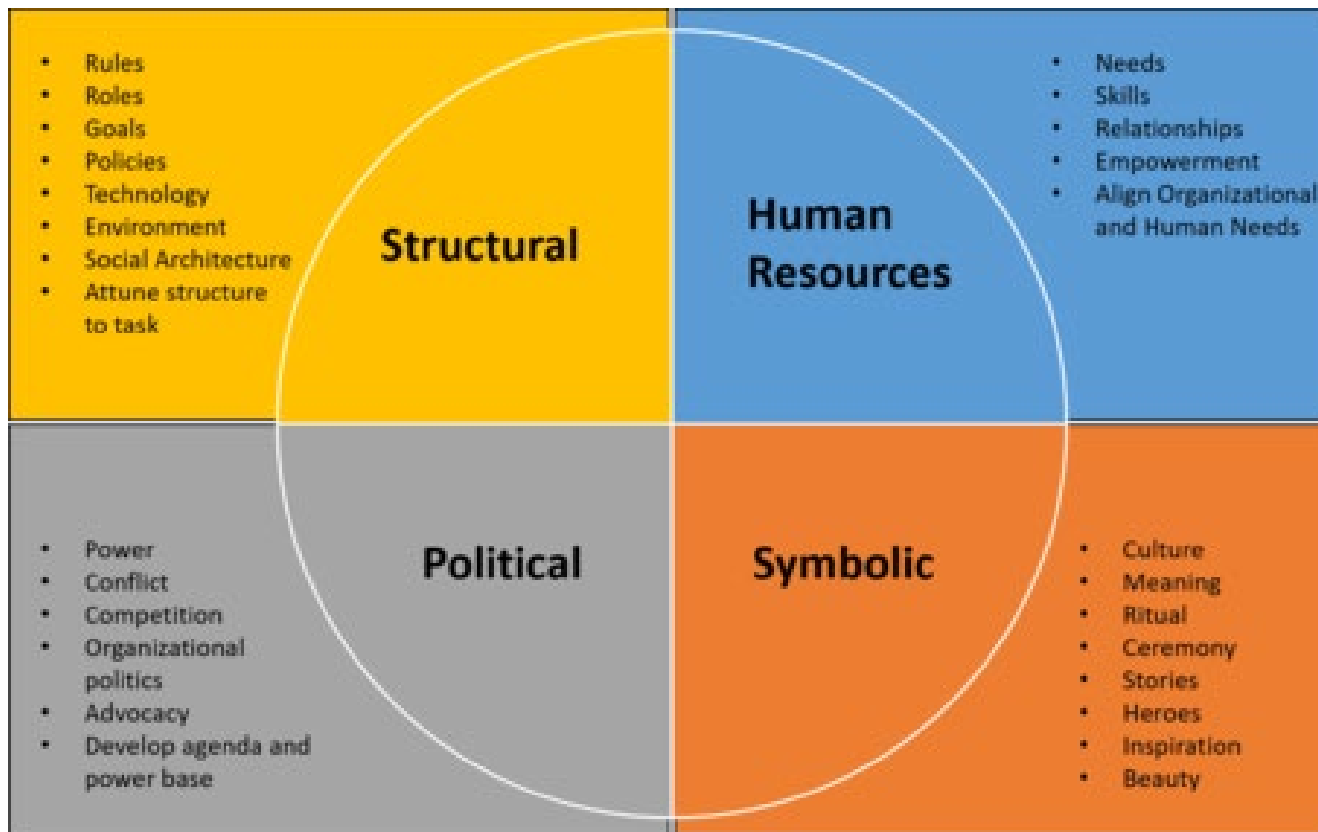 • Rules
• Roles
• Goals
• Policies
• Technology
• Environment
• Social Architecture
• Attune structure
to task
Structural
Human
Resources
• Needs
• Skills
• Relationships
• Empowerment
• Align Organizational
and Human Needs
• Power
• Conflict
• Competition
• Organizational
politics
• Advocacy
• Develop agenda and
power base
Political
Symbolic
• Culture
• Meaning
• Ritual
• Ceremony
• Stories
• Heroes
• Inspiration
• Beauty